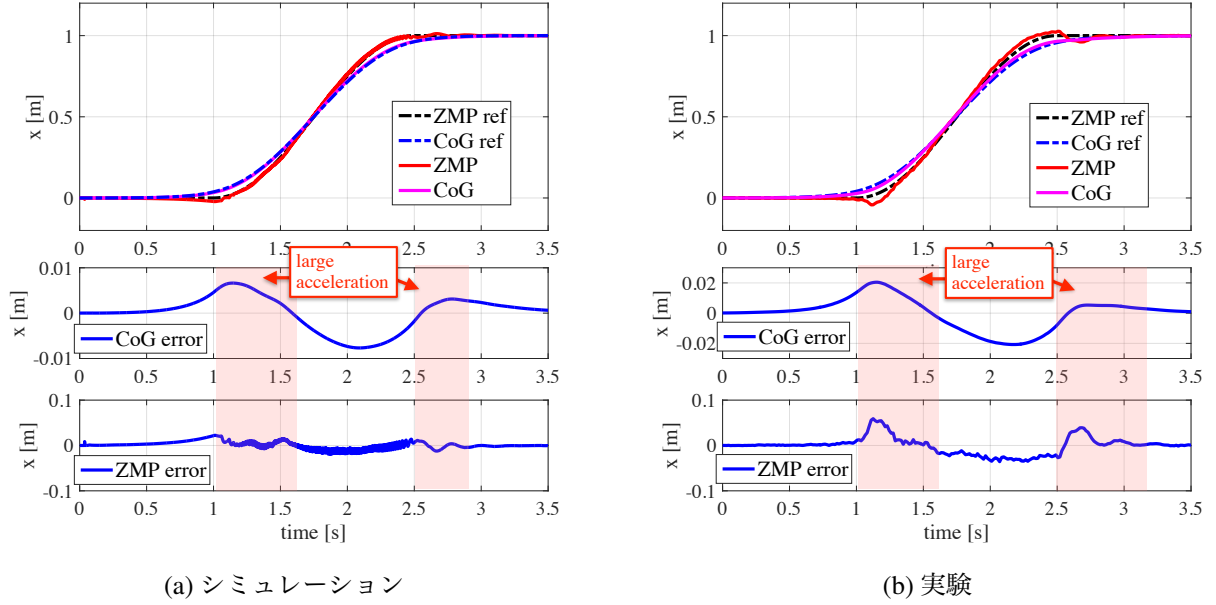 x [m]
1
0.5
0
ZMP ref
CoG ref
ZMP
CoG
0 0.5 1 1.5 2 2.5 3 3.5
large
acceleration
x [m]
0.01
0
-0.01
CoG error
0 0.5 1 1.5 2 2.5 3 3.5
x [m]
0.1
0
-0.1
ZMP error
0 0.5 1 1.5 2 2.5 3 3.5
time [s]
(a) シミュレーション
x [m]
1
0.5
0
ZMP ref
CoG ref
ZMP
CoG
0 0.5 1 1.5 2 2.5 3 3.5
large
acceleration
x [m]
0.02
0
-0.02
CoG error
0 0.5 1 1.5 2 2.5 3 3.5
x [m]
0.1
0
-0.1
ZMP error
0 0.5 1 1.5 2 2.5 3 3.5
time [s]
(b) 実験